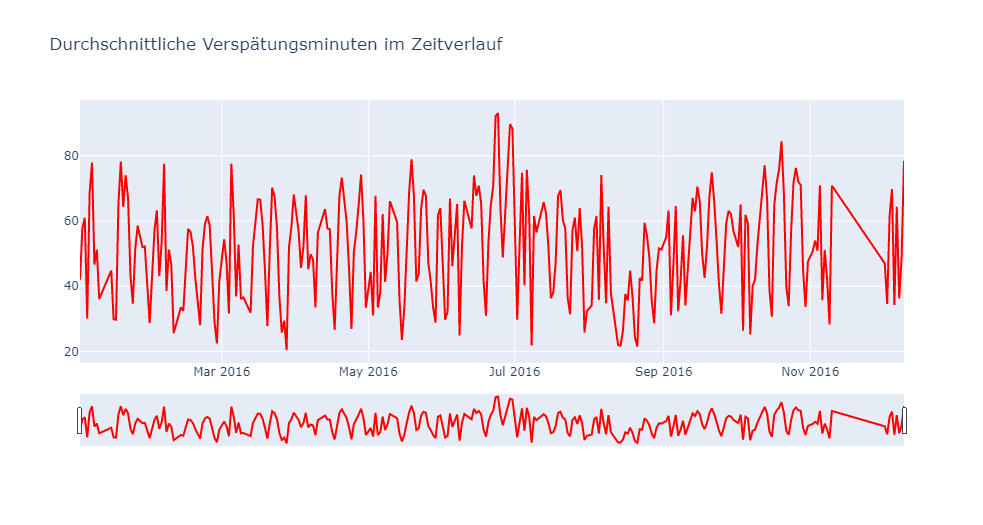 Durchschnittliche Verspätungsminuten im Zeitverlauf
80
60
40
20
Mar 2016 May 2016 Jul 2016 Sep 2016 Nov 2016